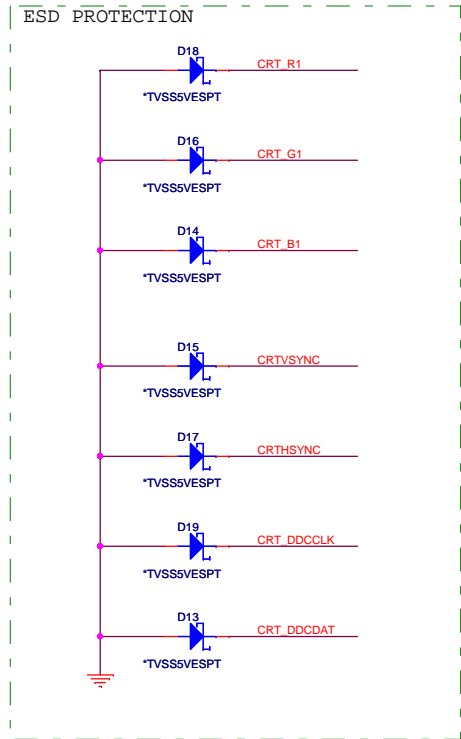 ESD PROTECTION
D18
CRT_R1
*TVSS5VESPT
D16
CRT_G1
*TVSS5VESPT
D14
CRT_B1
*TVSS5VESPT
D15
CRTVSYNC
*TVSS5VESPT
D17
CRTHSYNC
*TVSS5VESPT
D19
CRT_DDCCLK
*TVSS5VESPT
D13
CRT_DDCDAT
*TVSS5VESPT